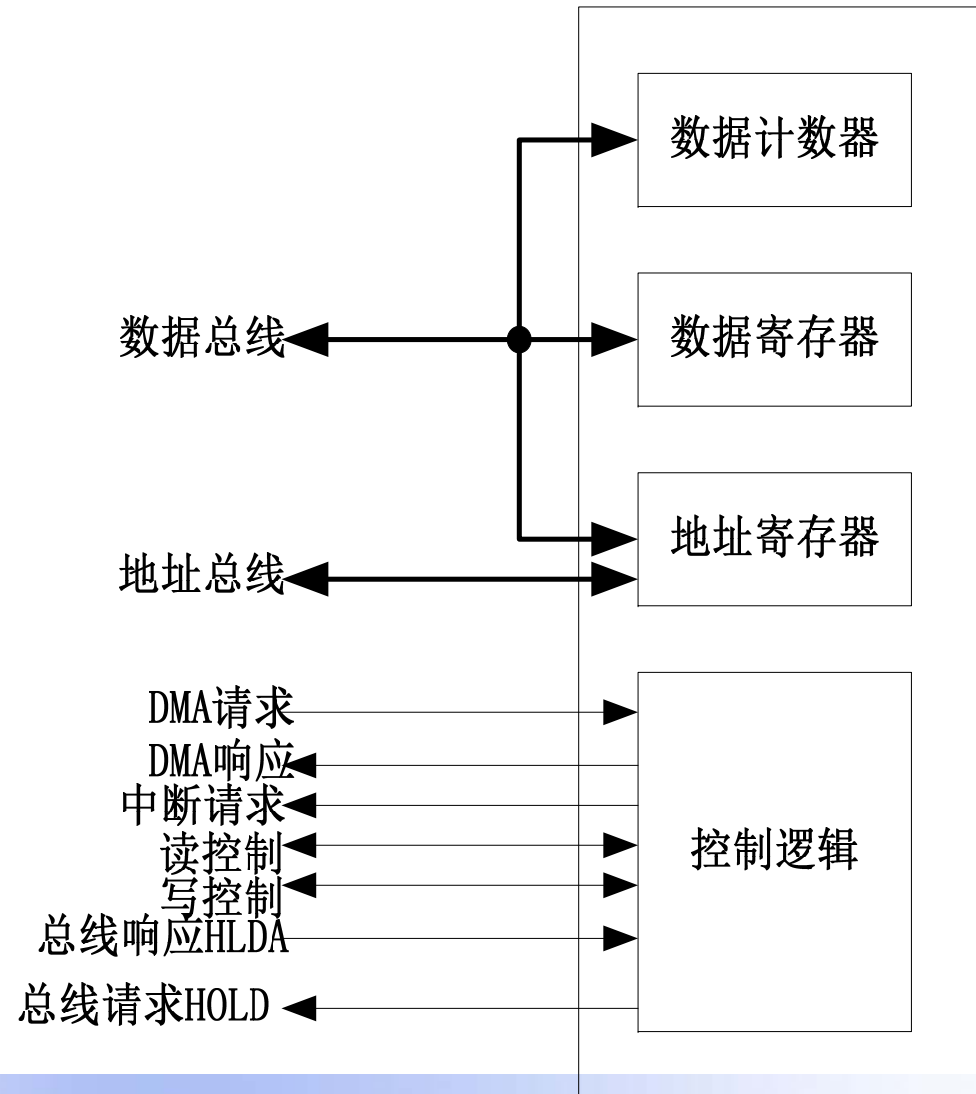 数据计数器
数据总线
数据寄存器
地址寄存器
地址总线
DMA请求
DMA响应
中断请求
读控制
写控制
总线响应HLDA
总线请求HOLD
控制逻辑